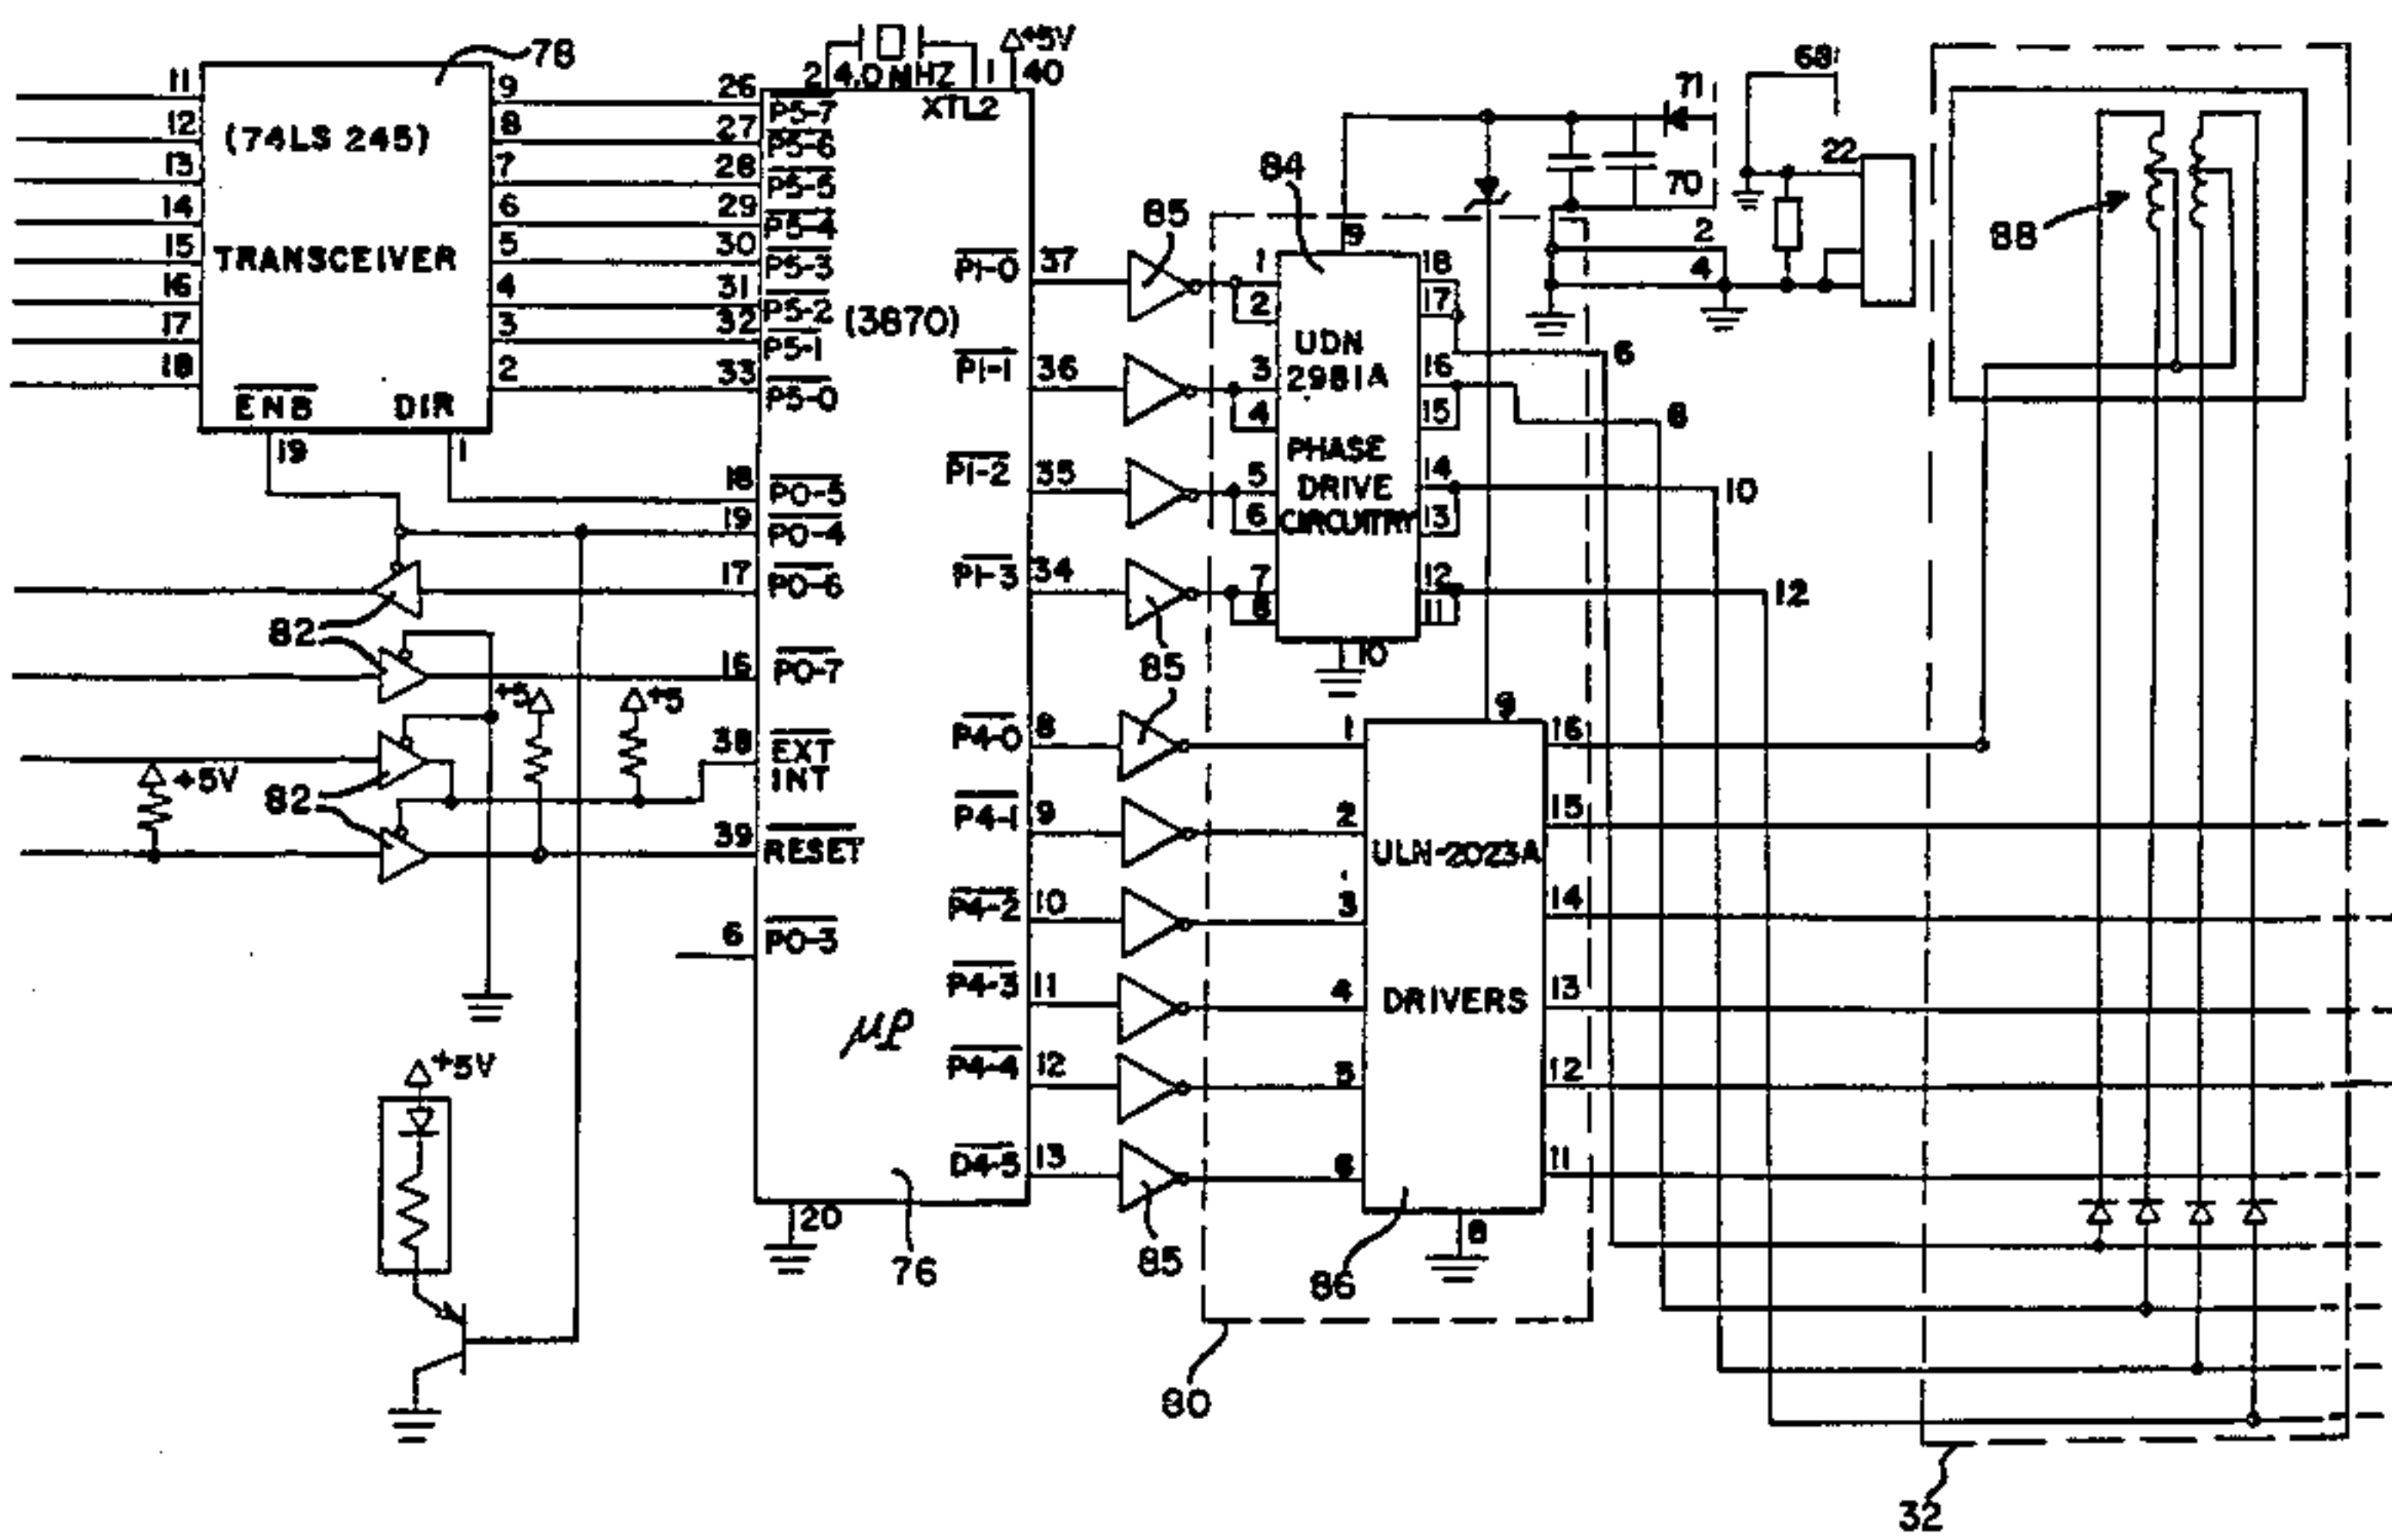 78
11
12
13
14
15
16
17
18
(74LS 245)
TRANSCEIVER
ENB
DIR
19
1
9
8
7
6
5
4
3
2
26
27
28
29
30
31
32
33
2
4.0 MHZ
1
+5V
40
XTL2
P5-7
P5-6
P5-5
P5-4
P5-3
P5-2
P5-1
P5-0
(3870)
18
P0-5
19
P0-4
17
P0-6
16
P0-7
38
EXT
INT
39
RESET
6
P0-3
82
82
+5V
+5
+5
+5V
P1-0
37
P1-1
36
P1-2
35
P1-3
34
P4-0
8
P4-1
9
P4-2
10
P4-3
11
P4-4
12
D4-5
13
µP
20
76
85
85
85
85
84
9
1
2
3
4
5
6
7
8
UDN
2981A
PHASE
DRIVE
CIRCUITRY
18
17
16
15
14
13
12
11
10
6
8
10
12
71
70
68
22
2
4
88
9
1
2
3
4
5
6
ULN-2023A
DRIVERS
16
15
14
13
12
11
8
86
80
32